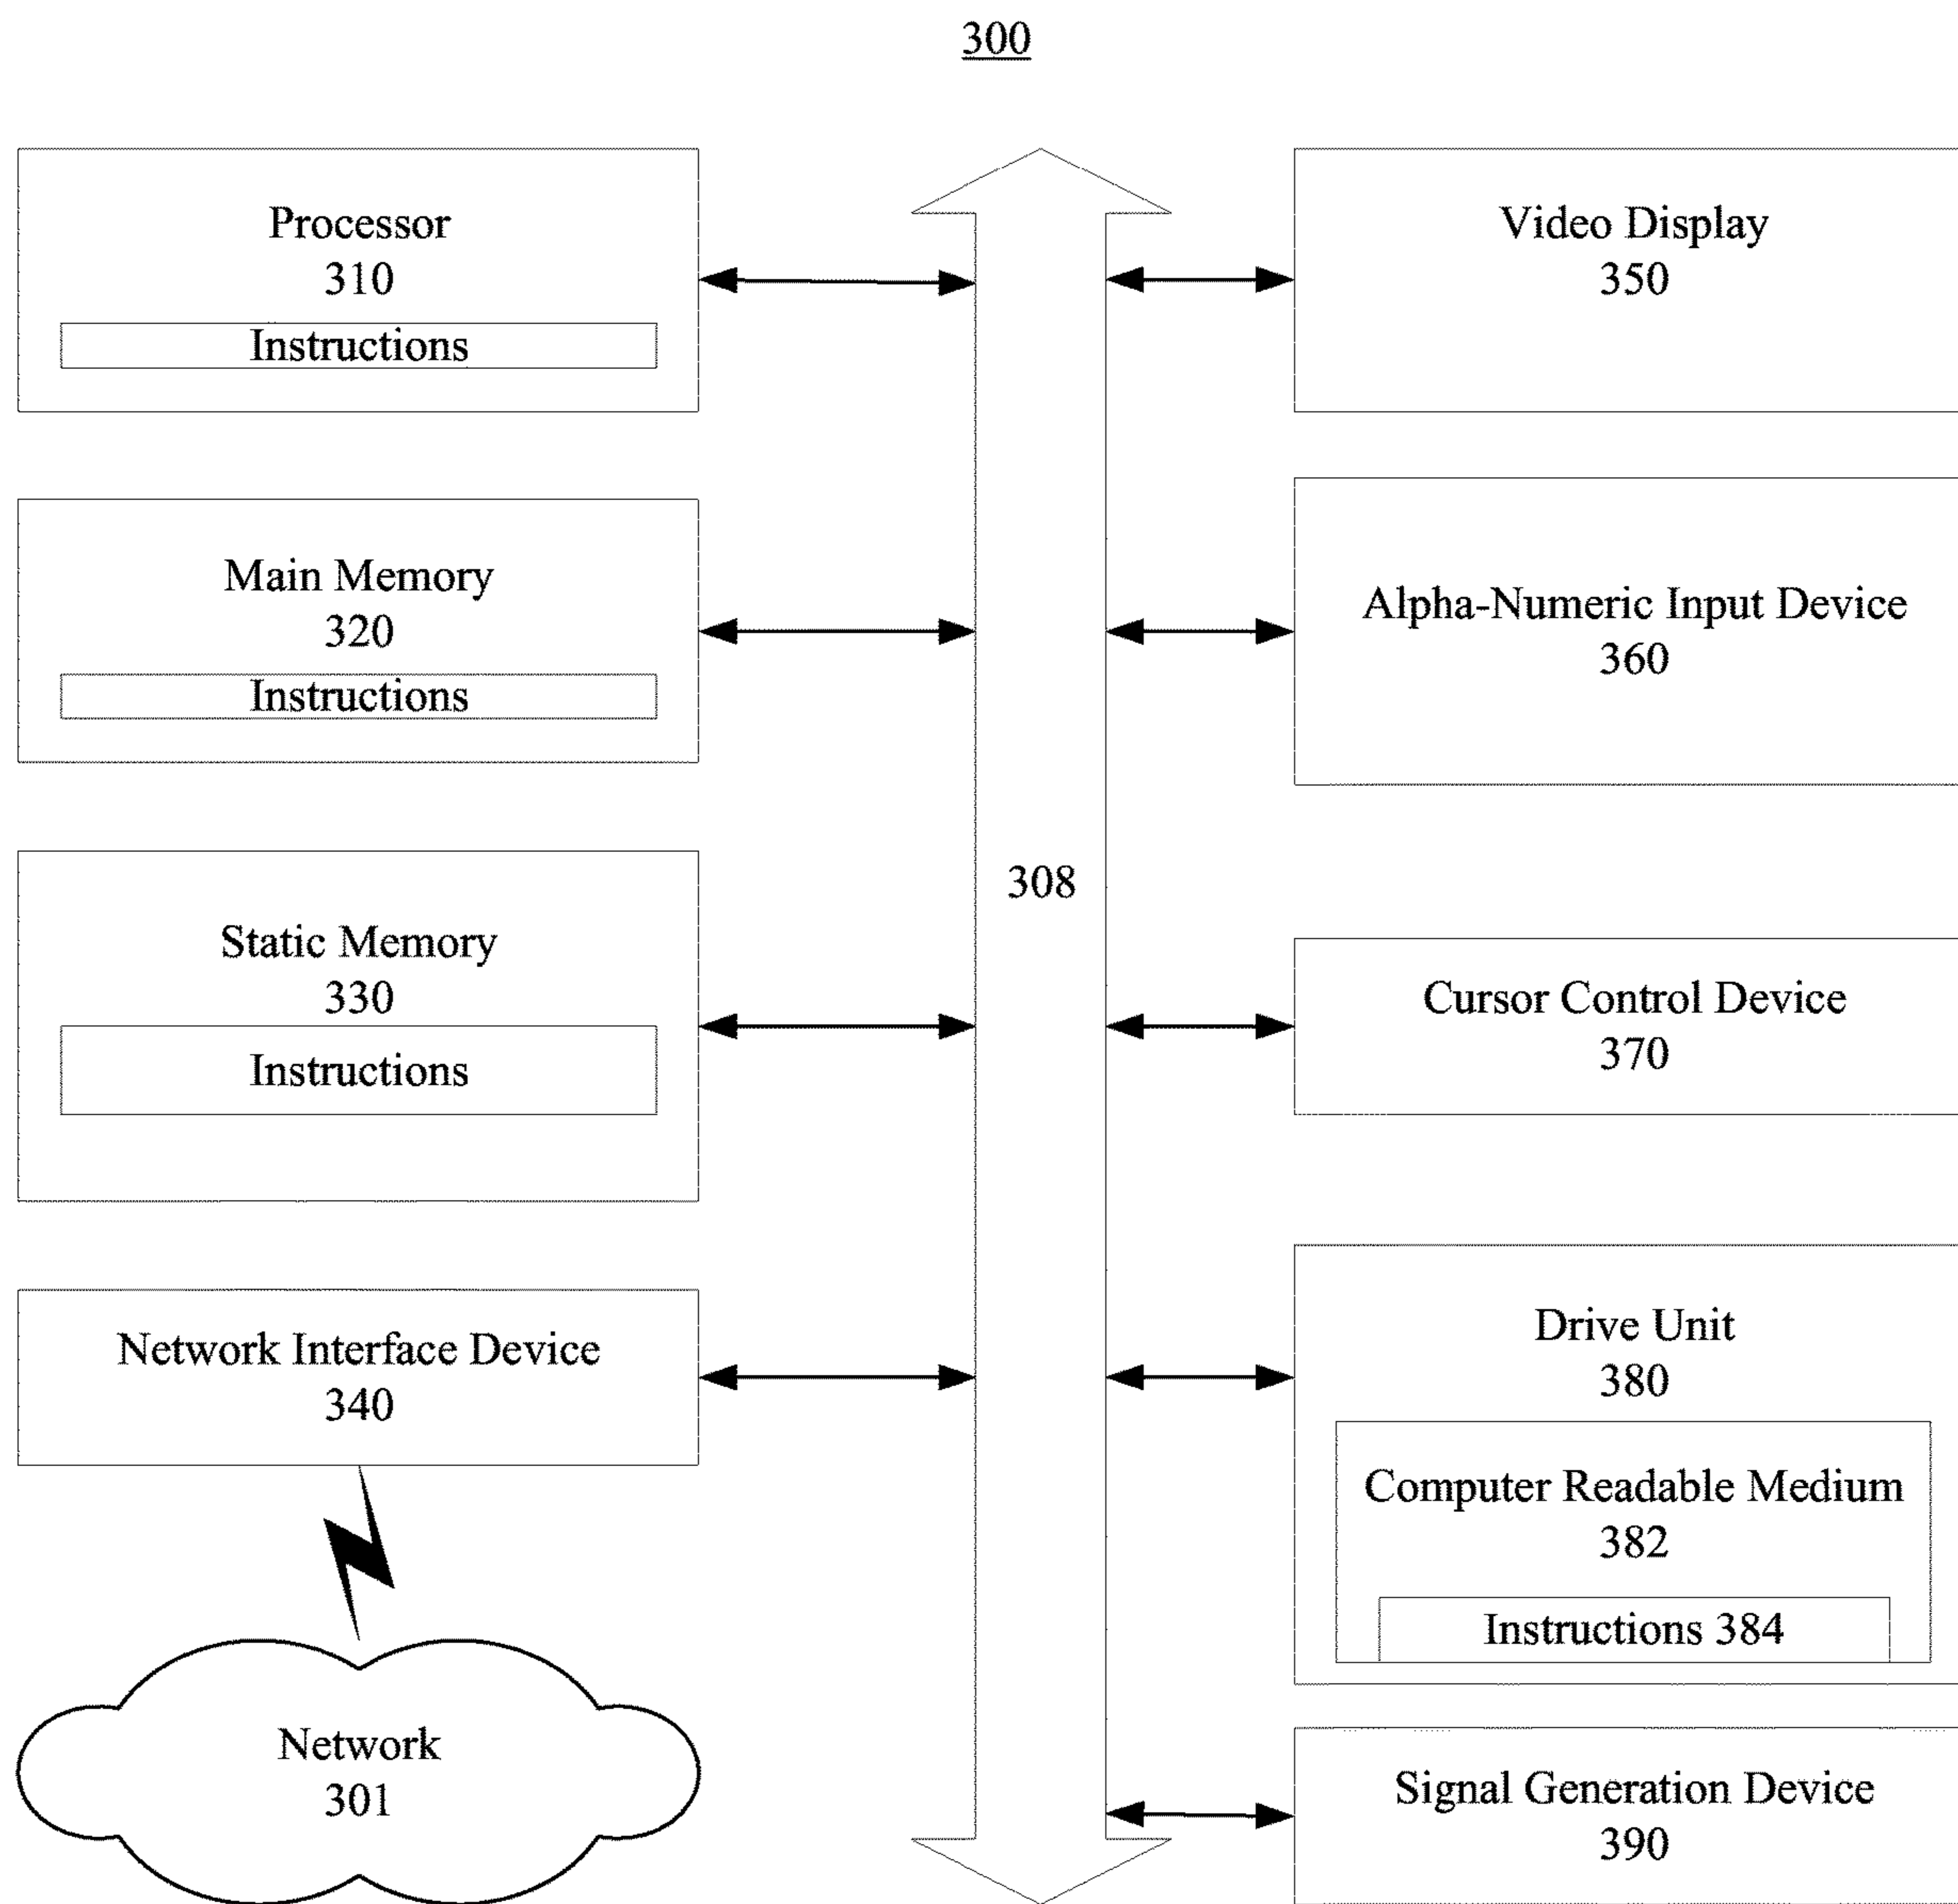 300
Processor
310
Instructions
Main Memory
320
Instructions
Static Memory
330
Instructions
Network Interface Device
340
Network
301
308
Video Display
350
Alpha-Numeric Input Device
360
Cursor Control Device
370
Drive Unit
380
Computer Readable Medium
382
Instructions 384
Signal Generation Device
390